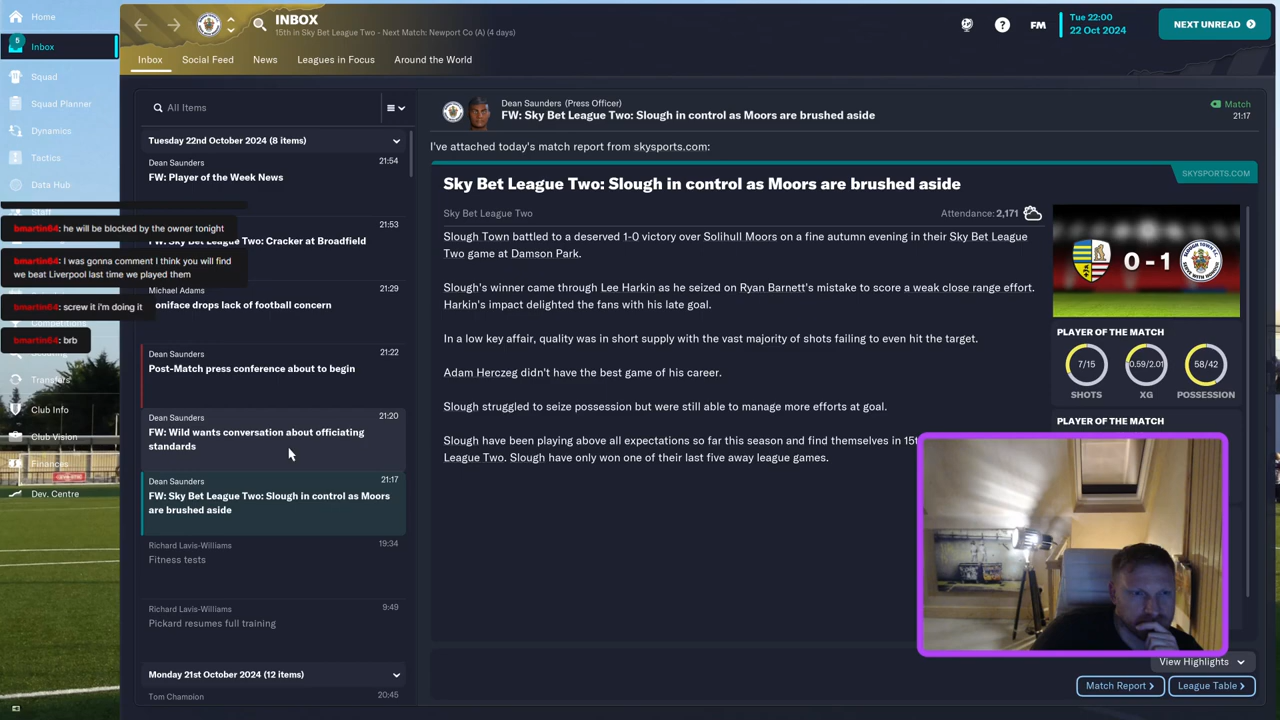 Home
5
Inbox
Squad
Squad Planner
Dynamics
Tactics
Data Hub
Staff
Transfers
Club Info
Club Vision
Finances
Dev. Centre
bmartin64: he will be blocked by the owner tonight
bmartin64: I was gonna comment I think you will find
we beat Liverpool last time we played them
bmartin64: screw it i'm doing it
bmartin64: brb
INBOX
15th in Sky Bet League Two - Next Match: Newport Co (A) (4 days)
FM
Tue 22:00
22 Oct 2024
NEXT UNREAD
Inbox
Social Feed
News
Leagues in Focus
Around the World
All Items
Tuesday 22nd October 2024 (8 items)
Dean Saunders
21:54
FW: Player of the Week News
21:53
FW: Sky Bet League Two: Cracker at Broadfield
Michael Adams
21:29
oniface drops lack of football concern
Dean Saunders
21:22
Post-Match press conference about to begin
Dean Saunders
21:20
FW: Wild wants conversation about officiating
standards
Dean Saunders
21:17
FW: Sky Bet League Two: Slough in control as Moors
are brushed aside
Richard Lavis-Williams
19:34
Fitness tests
Richard Lavis-Williams
9:49
Pickard resumes full training
Monday 21st October 2024 (12 items)
Tom Champion
20:45
Dean Saunders (Press Officer)
FW: Sky Bet League Two: Slough in control as Moors are brushed aside
Match
21:17
I've attached today's match report from skysports.com:
SKYSPORTS.COM
Sky Bet League Two: Slough in control as Moors are brushed aside
Sky Bet League Two
Attendance: 2,171
Slough Town battled to a deserved 1-0 victory over Solihull Moors on a fine autumn evening in their Sky Bet League
Two game at Damson Park.
Slough's winner came through Lee Harkin as he seized on Ryan Barnett's mistake to score a weak close range effort.
Harkin's impact delighted the fans with his late goal.
In a low key affair, quality was in short supply with the vast majority of shots failing to even hit the target.
Adam Herczeg didn't have the best game of his career.
Slough struggled to seize possession but were still able to manage more efforts at goal.
Slough have been playing above all expectations so far this season and find themselves in 15t
League Two. Slough have only won one of their last five away league games.
0 - 1
PLAYER OF THE MATCH
7/15
0.59/2.01
58/42
SHOTS
XG
POSSESSION
PLAYER OF THE MATCH
View Highlights
Match Report
League Table